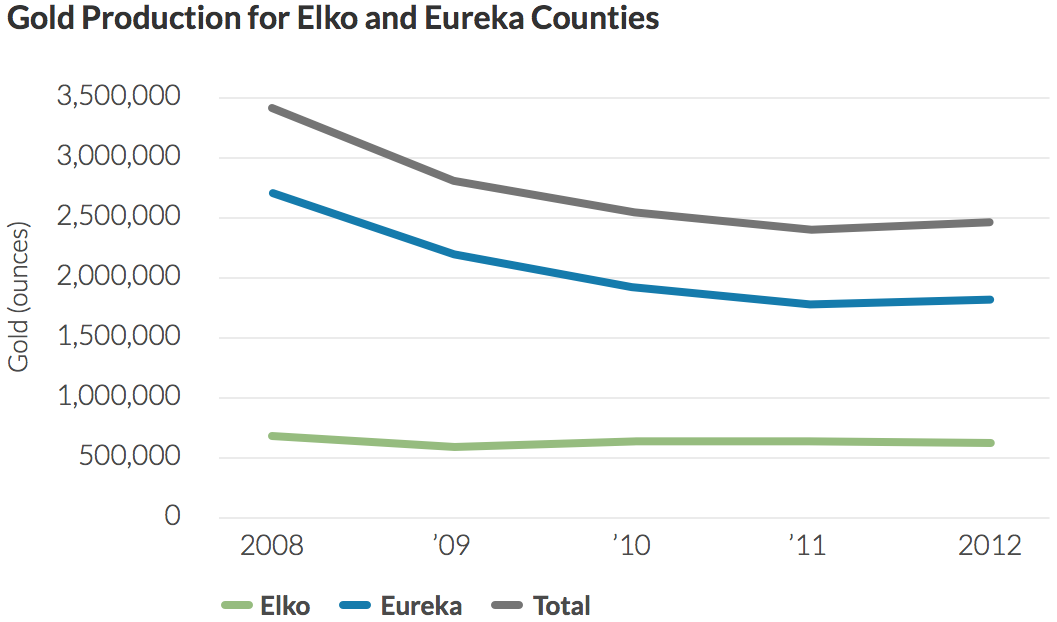 Gold Production for Elko and Eureka Counties
3,500,000
3,000,000
2,500,000
2,000,000
1,500,000
1,000,000
500,000
0
Gold (ounces)
2008 ’09 ’10 ’11 2012
Elko Eureka Total